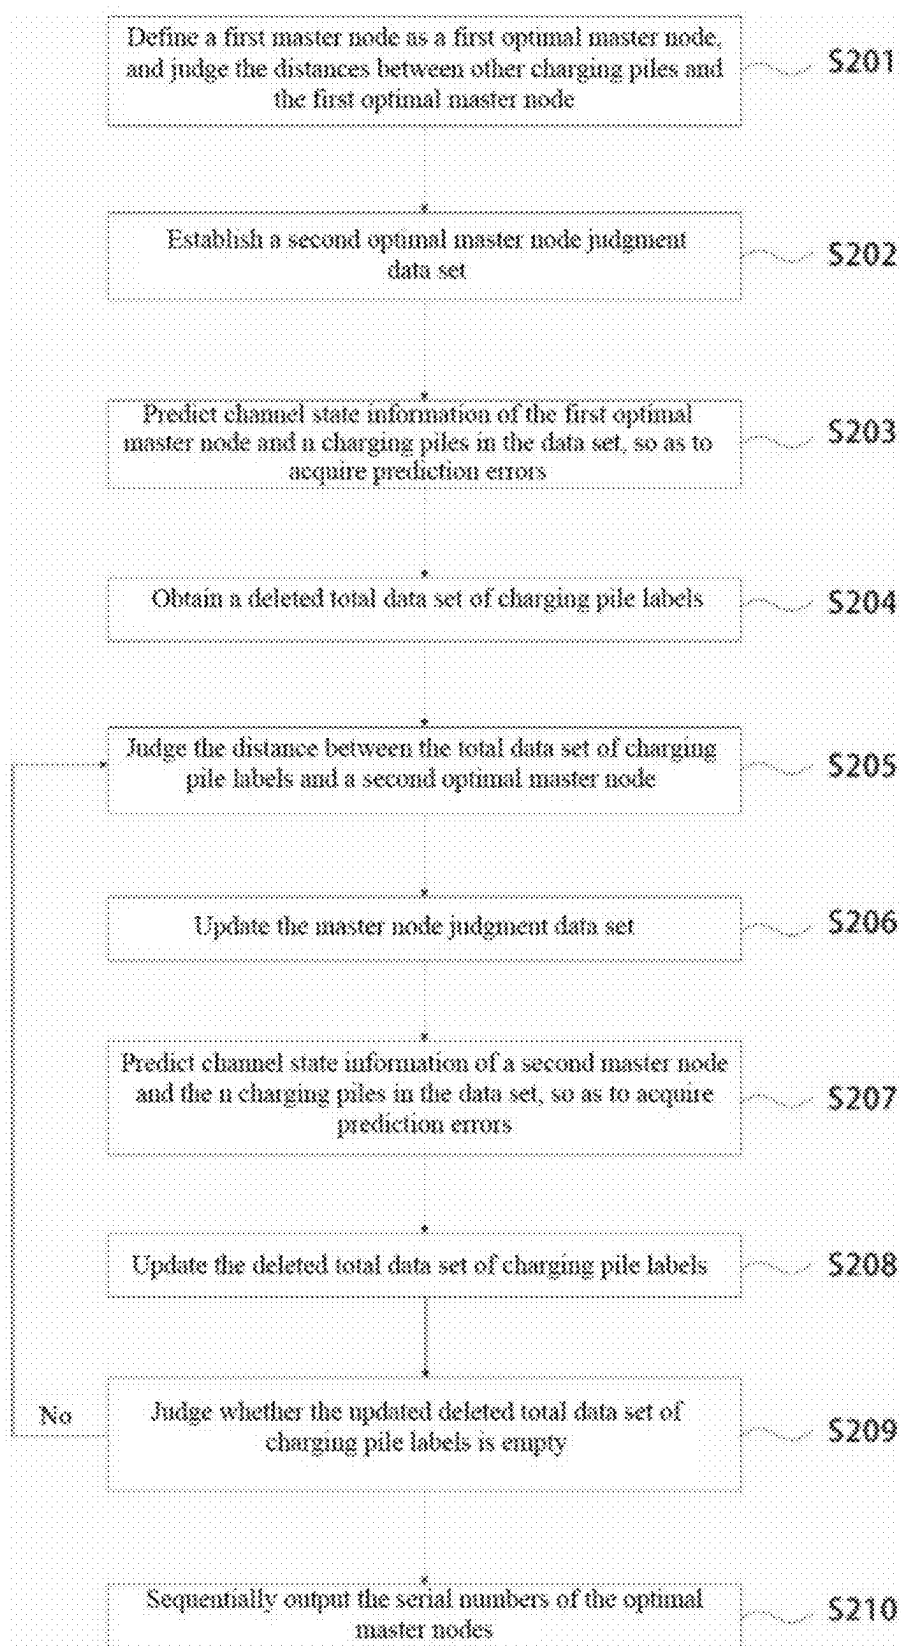 Define a first master node as a first optimal master node,
and judge the distances between other charging piles and
the first optimal master node
S201
Establish a second optimal master node judgment
data set
S202
Predict channel state information of the first optimal
master node and n charging piles in the data set, so as to
acquire prediction errors
S203
Obtain a deleted total data set of charging pile labels
S204
Judge the distance between the total data set of charging
pile labels and a second optimal master node
S205
Update the master node judgment data set
S206
Predict channel state information of a second master node
and the n charging piles in the data set, so as to acquire
prediction errors
S207
Update the deleted total data set of charging pile labels
S208
No
Judge whether the updated deleted total data set of
charging pile labels is empty
S209
Sequentially output the serial numbers of the optimal
master nodes
S210